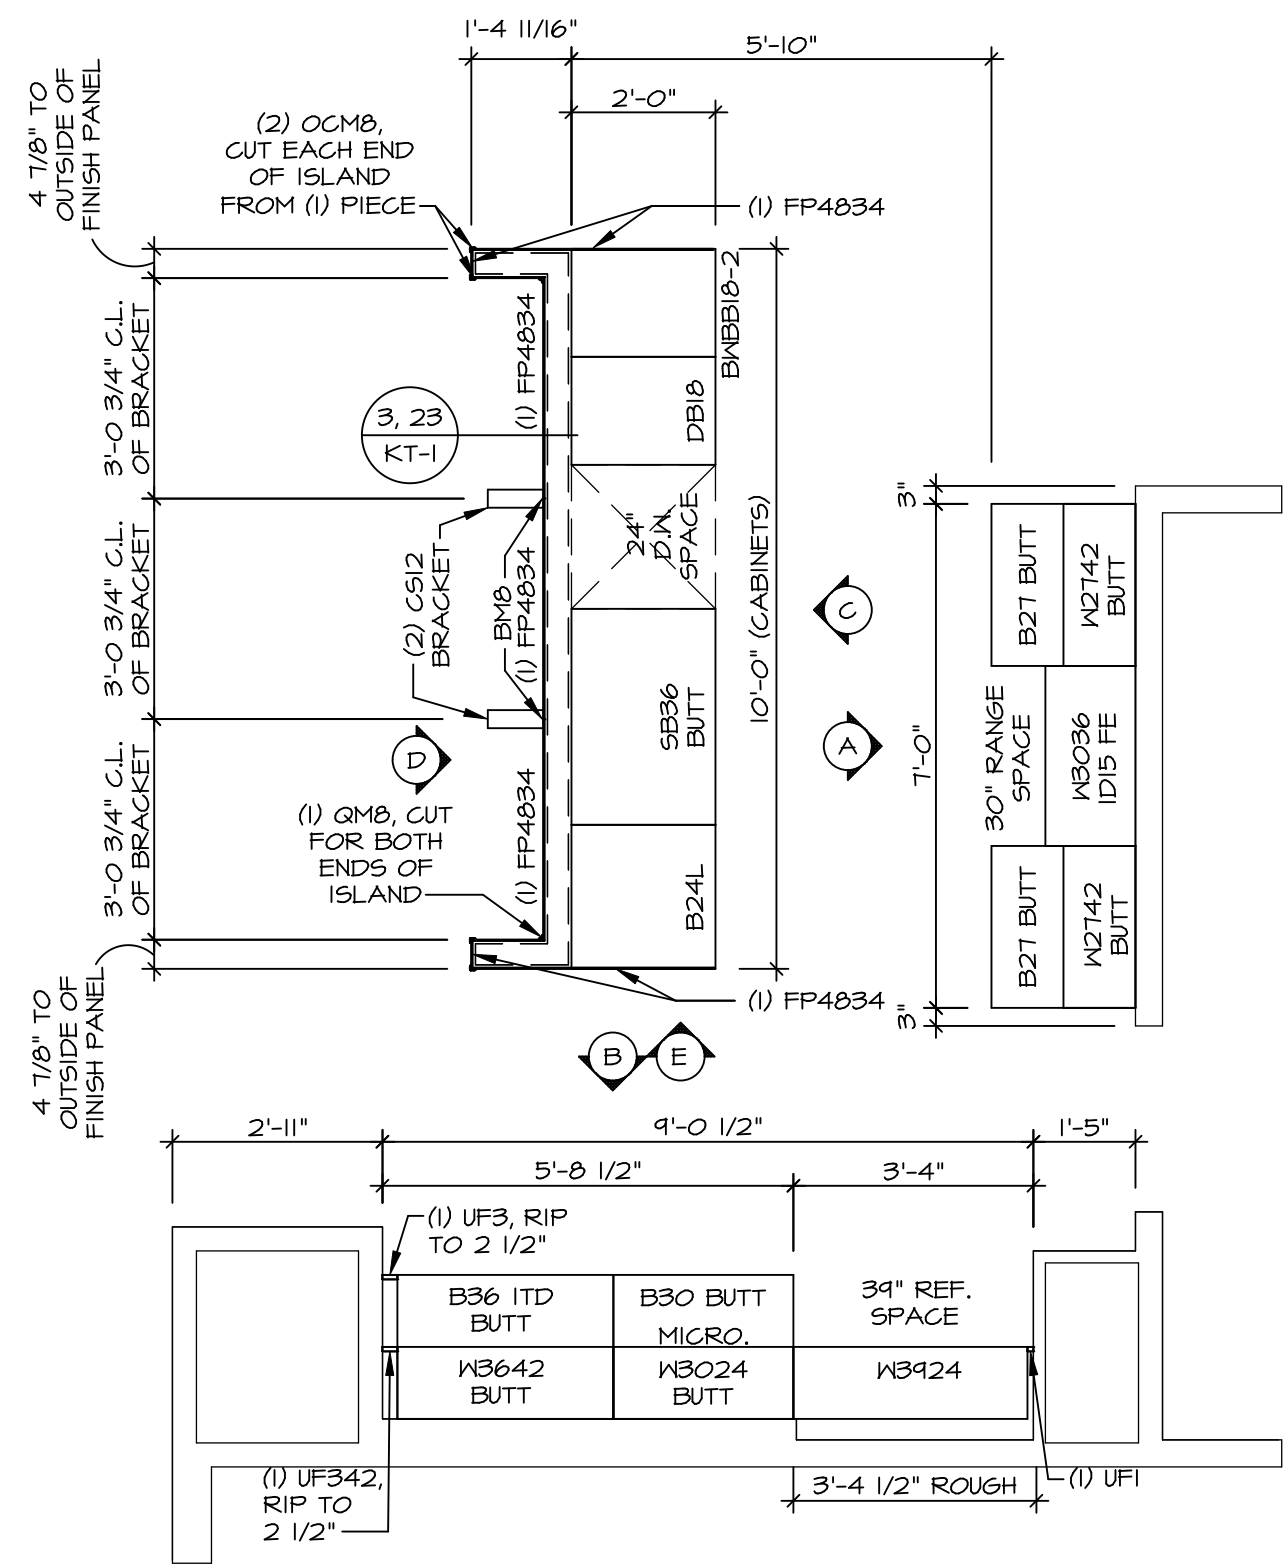 1'-4 11/16"
5'-10"
2'-0"
4 7/8" TO
OUTSIDE OF
FINISH PANEL
(2) OCM8,
CUT EACH END
OF ISLAND
FROM (1) PIECE
(1) FP4834
BWBB18-2
3'-0 3/4" C.L.
OF BRACKET
(1) FP4834
DB18
3, 23
KT-1
24"
D.W.
SPACE
10'-0" (CABINETS)
3'-0 3/4" C.L.
OF BRACKET
(2) CS12
BRACKET
BM8
(1) FP4834
SB36
BUTT
C
A
D
3"
7'-0"
3"
B27 BUTT
W2742
BUTT
30" RANGE
SPACE
W3036
1D15 FE
B27 BUTT
W2742
BUTT
3'-0 3/4" C.L.
OF BRACKET
(1) QM8, CUT
FOR BOTH
ENDS OF
ISLAND
(1) FP4834
B24L
(1) FP4834
4 7/8" TO
OUTSIDE OF
FINISH PANEL
B
E
2'-11"
9'-0 1/2"
1'-5"
5'-8 1/2"
3'-4"
(1) UF3, RIP
TO 2 1/2"
B36 1TD
BUTT
B30 BUTT
MICRO.
39" REF.
SPACE
W3642
BUTT
W3024
BUTT
W3924
(1) UF342,
RIP TO
2 1/2"
3'-4 1/2" ROUGH
(1) UF1